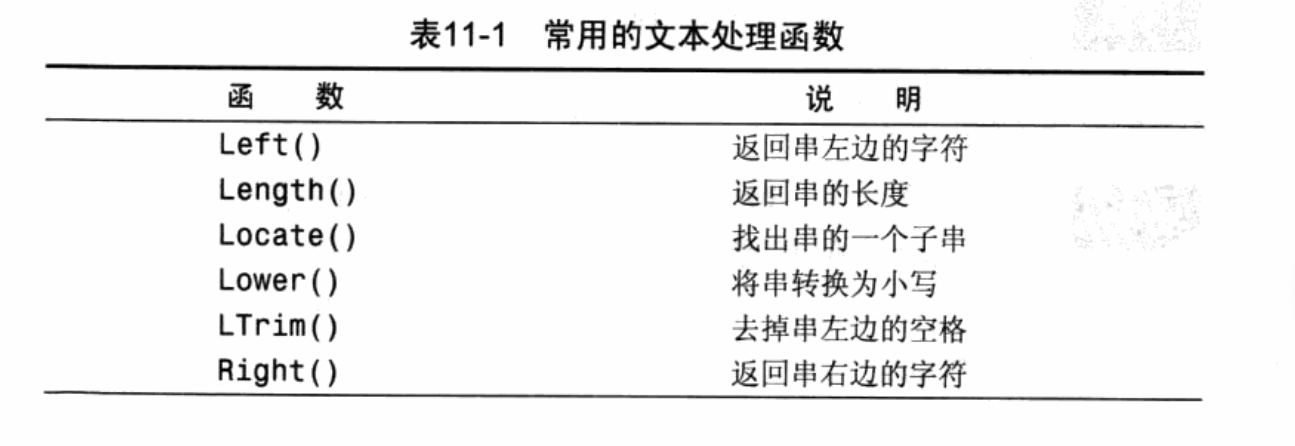 表11-1 常用的文本处理函数
函 数 说 明
Left() 返回串左边的字符
Length() 返回串的长度
Locate() 找出串的一个子串
Lower() 将串转换为小写
LTrim() 去掉串左边的空格
Right() 返回串右边的字符